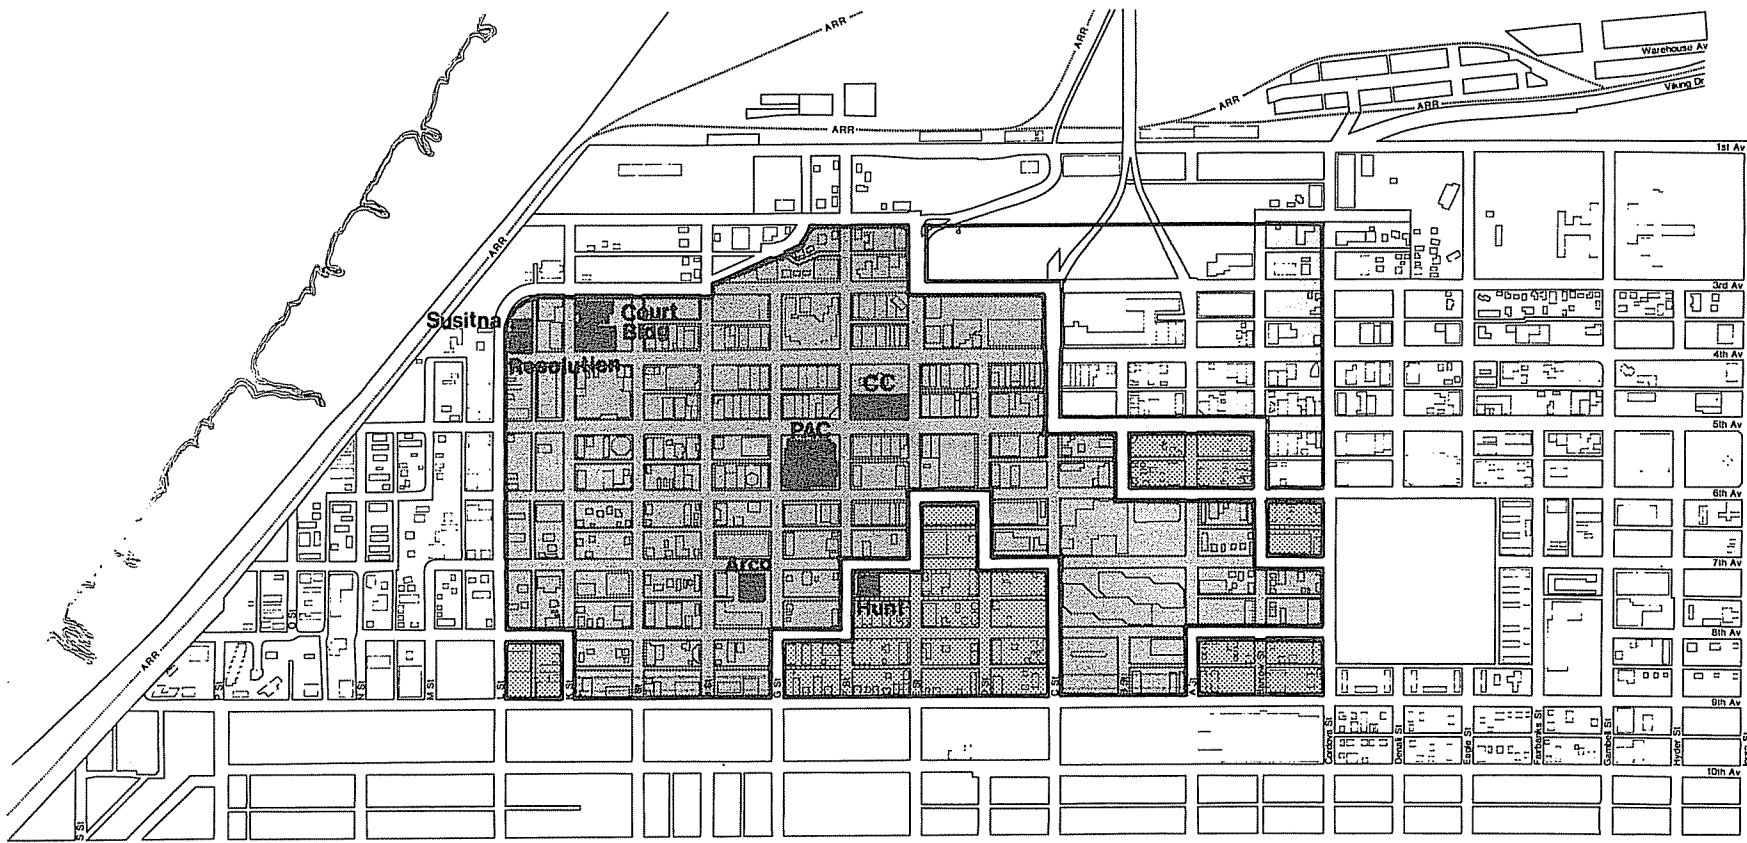 ARR
ARR
Warehouse Av
Viking Dr
ARR
ARR
ARR
1st Av
ARR
3rd Av
Susitna
Court
Bldg
4th Av
Resolution
CC
5th Av
PAC
6th Av
Arco
7th Av
Hunt
8th Av
ARR
P St
N St
M St
G St
C St
A St
9th Av
Cordova St
Denali St
Eagle St
Fairbanks St
Gambell St
Hyder St
10th Av
S St